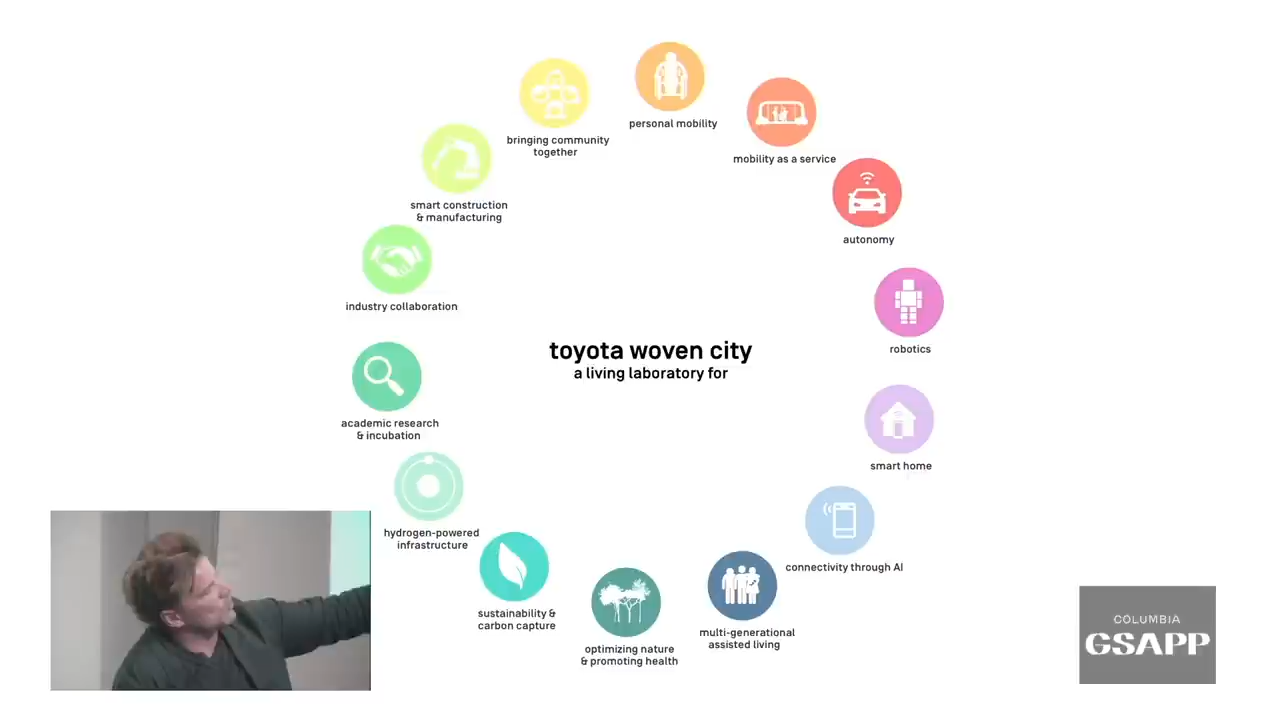 personal mobility
mobility as a service
autonomy
robotics
smart home
connectivity through AI
multi-generational
assisted living
optimizing nature
& promoting health
sustainability &
carbon capture
hydrogen-powered
infrastructure
academic research
& incubation
industry collaboration
smart construction
& manufacturing
bringing community
together
toyota woven city
a living laboratory for
COLUMBIA
GSAPP